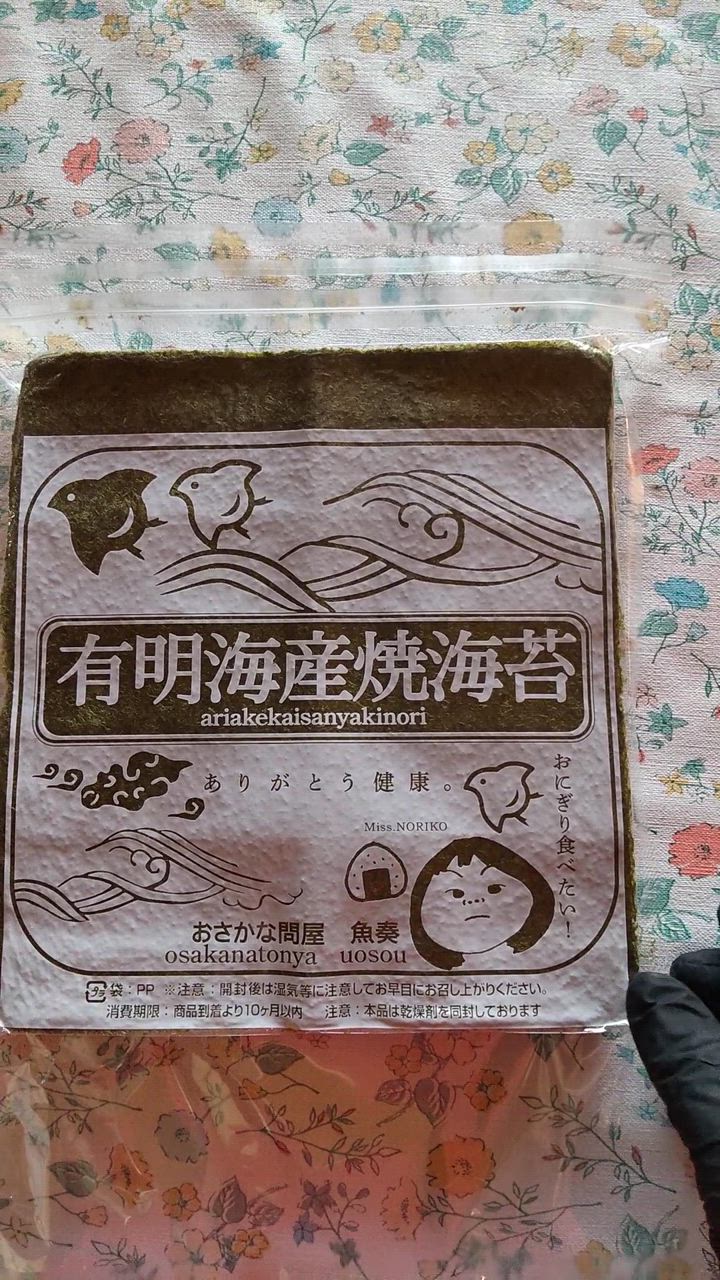 有明海産焼海苔
ariakekaisanyakinori
ありがとう健康。
おにぎり食べたい！
Miss.NORIKO
おさかな問屋　魚奏
osakanatonya　uosou
プラ 袋：PP ※注意：開封後は湿気等に注意してお早目にお召し上がりください。
消費期限：商品到着より10ヶ月以内　注意：本品は乾燥剤を同封しております